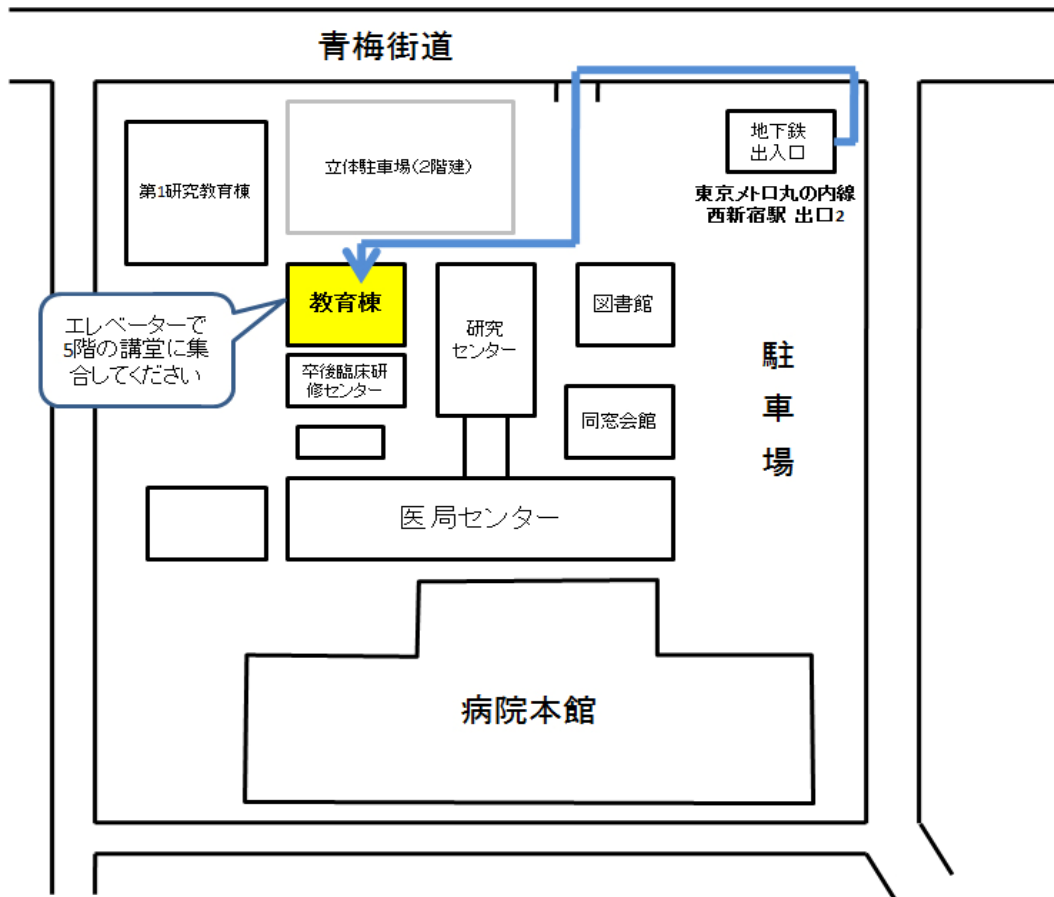 青梅街道
地下鉄
出入口
東京メトロ丸の内線
西新宿駅 出口2
立体駐車場(2階建)
第1研究教育棟
教育棟
エレベーターで
5階の講堂に集
合してください
研究
センター
図書館
卒後臨床研
修センター
同窓会館
駐
車
場
医局センター
病院本館